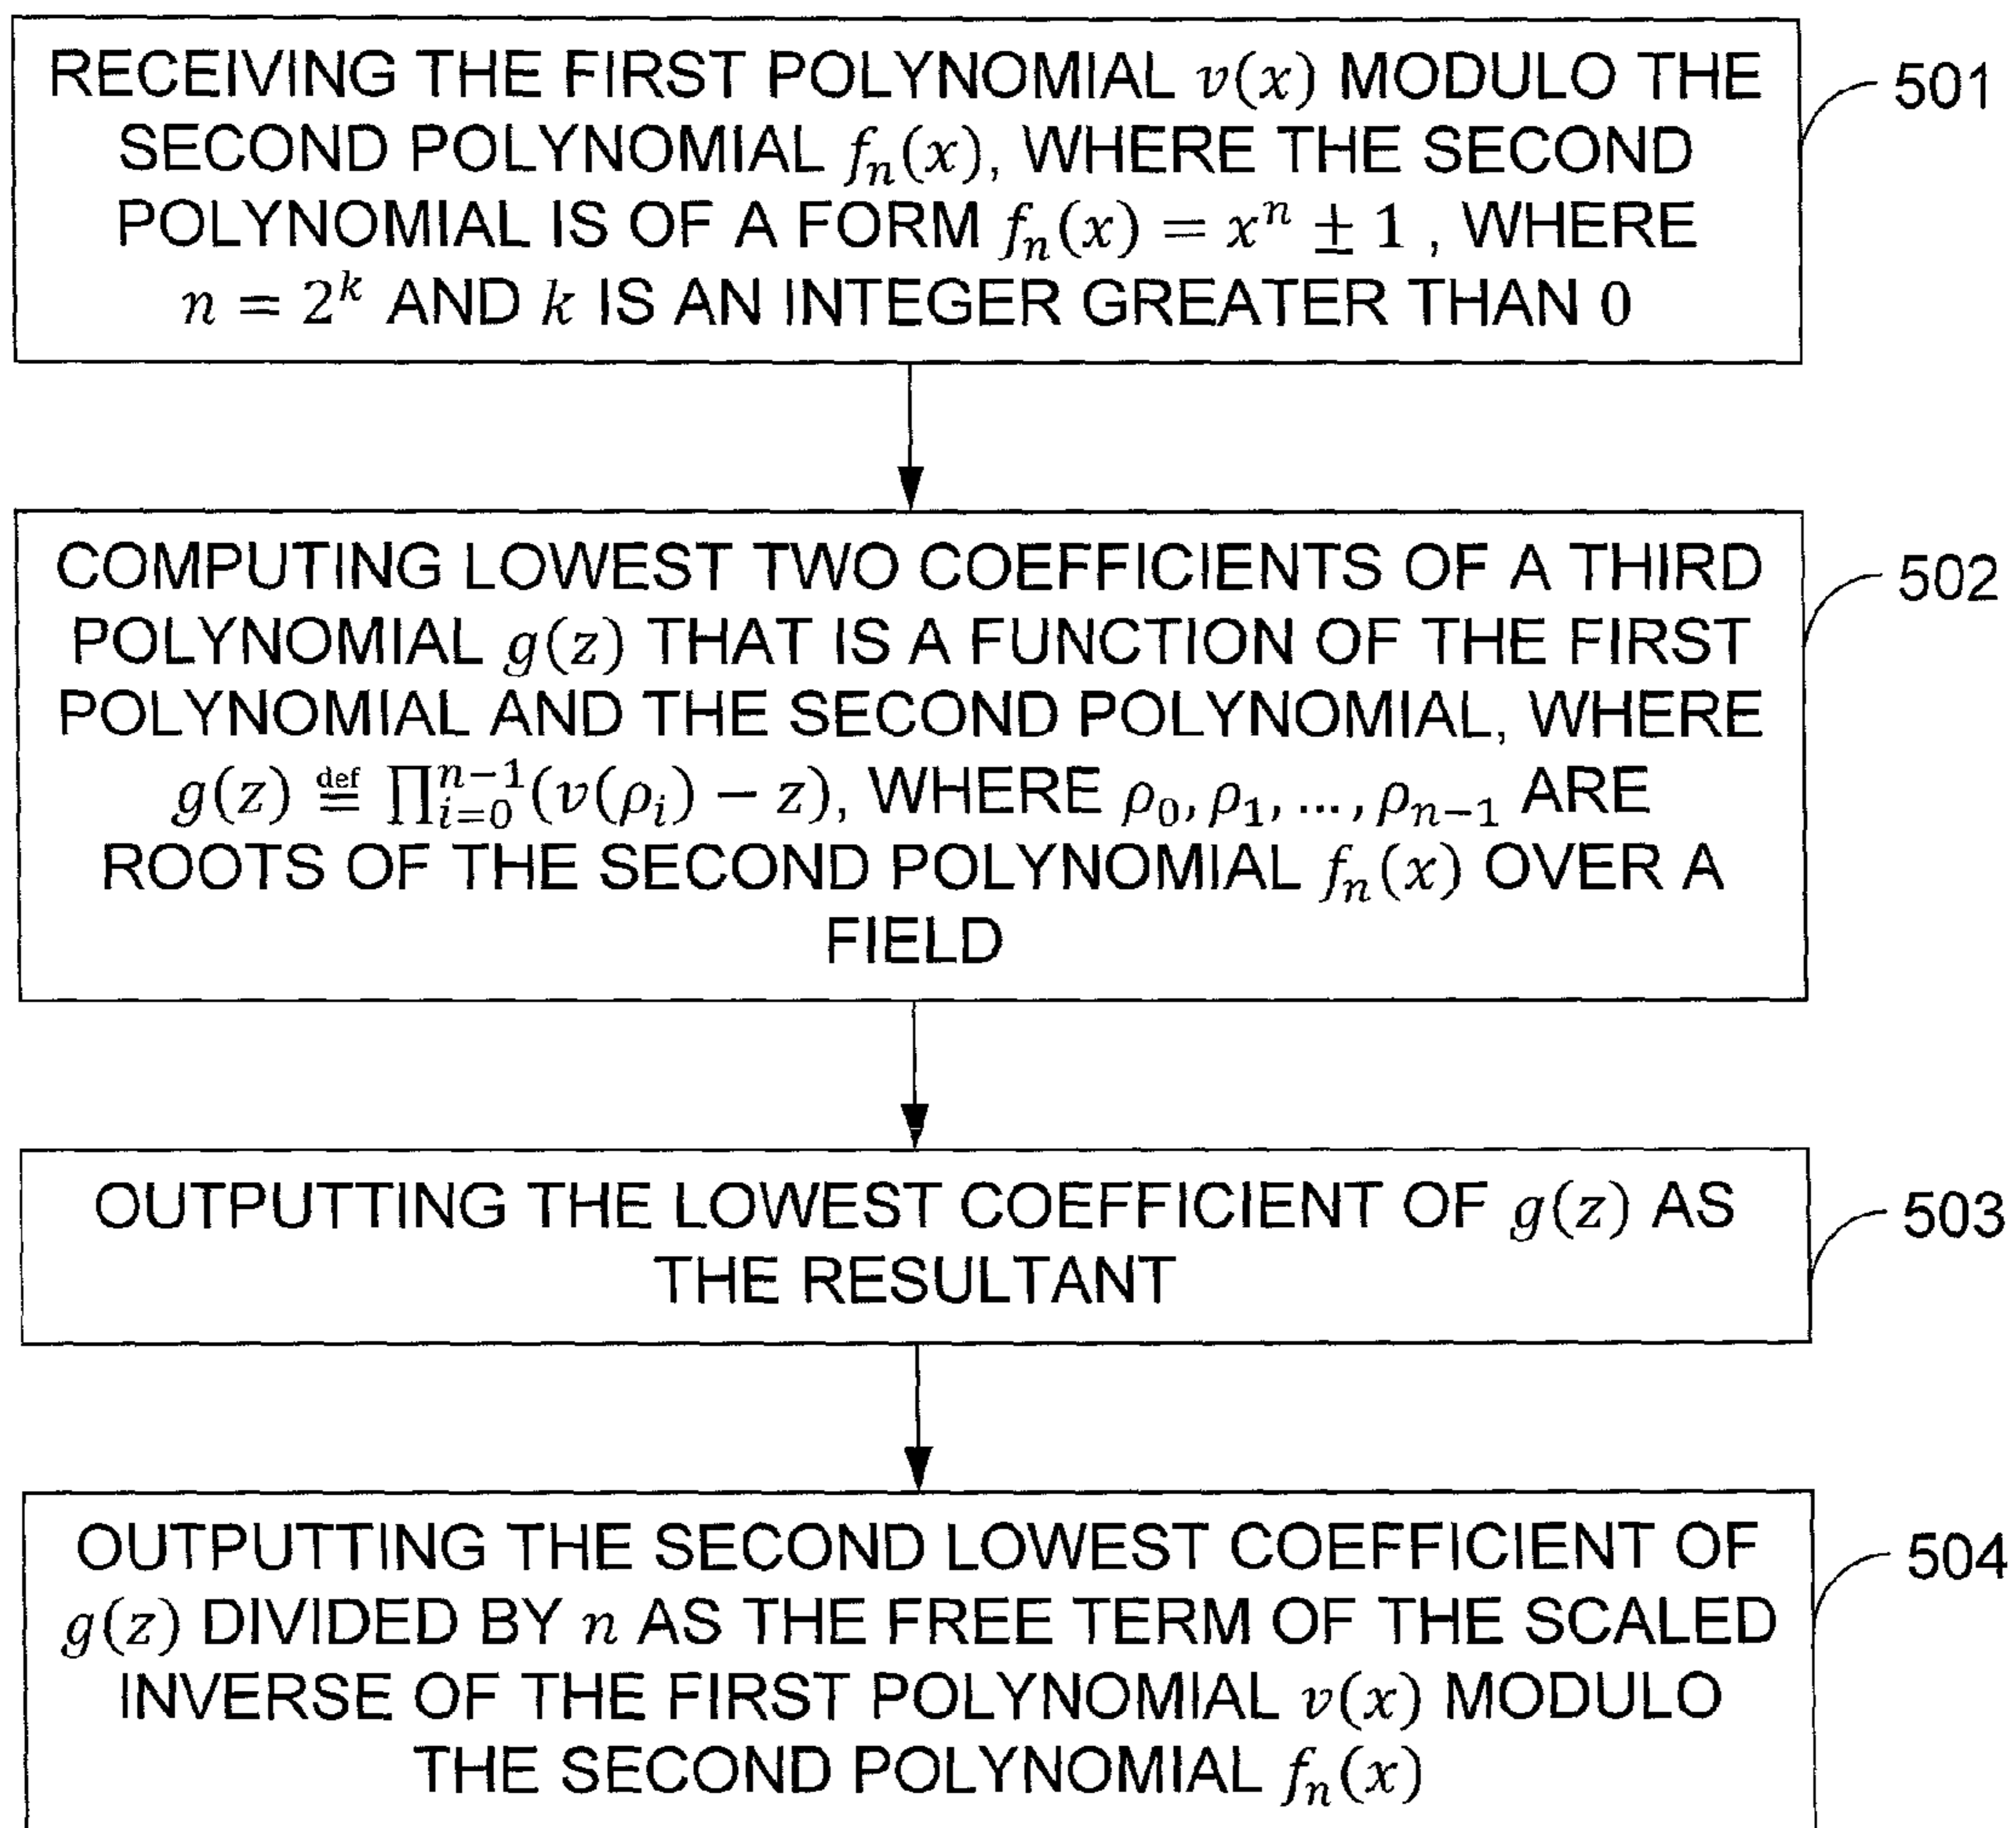 RECEIVING THE FIRST POLYNOMIAL v(x) MODULO THE
SECOND POLYNOMIAL fₙ(x), WHERE THE SECOND
POLYNOMIAL IS OF A FORM fₙ(x) = xⁿ ± 1 , WHERE
n = 2ᵏ AND k IS AN INTEGER GREATER THAN 0
501
COMPUTING LOWEST TWO COEFFICIENTS OF A THIRD
POLYNOMIAL g(z) THAT IS A FUNCTION OF THE FIRST
POLYNOMIAL AND THE SECOND POLYNOMIAL, WHERE
g(z) ≝ ∏ᵢ₌₀ⁿ⁻¹(v(ρᵢ) − z), WHERE ρ₀, ρ₁, ..., ρₙ₋₁ ARE
ROOTS OF THE SECOND POLYNOMIAL fₙ(x) OVER A
FIELD
502
OUTPUTTING THE LOWEST COEFFICIENT OF g(z) AS
THE RESULTANT
503
OUTPUTTING THE SECOND LOWEST COEFFICIENT OF
g(z) DIVIDED BY n AS THE FREE TERM OF THE SCALED
INVERSE OF THE FIRST POLYNOMIAL v(x) MODULO
THE SECOND POLYNOMIAL fₙ(x)
504